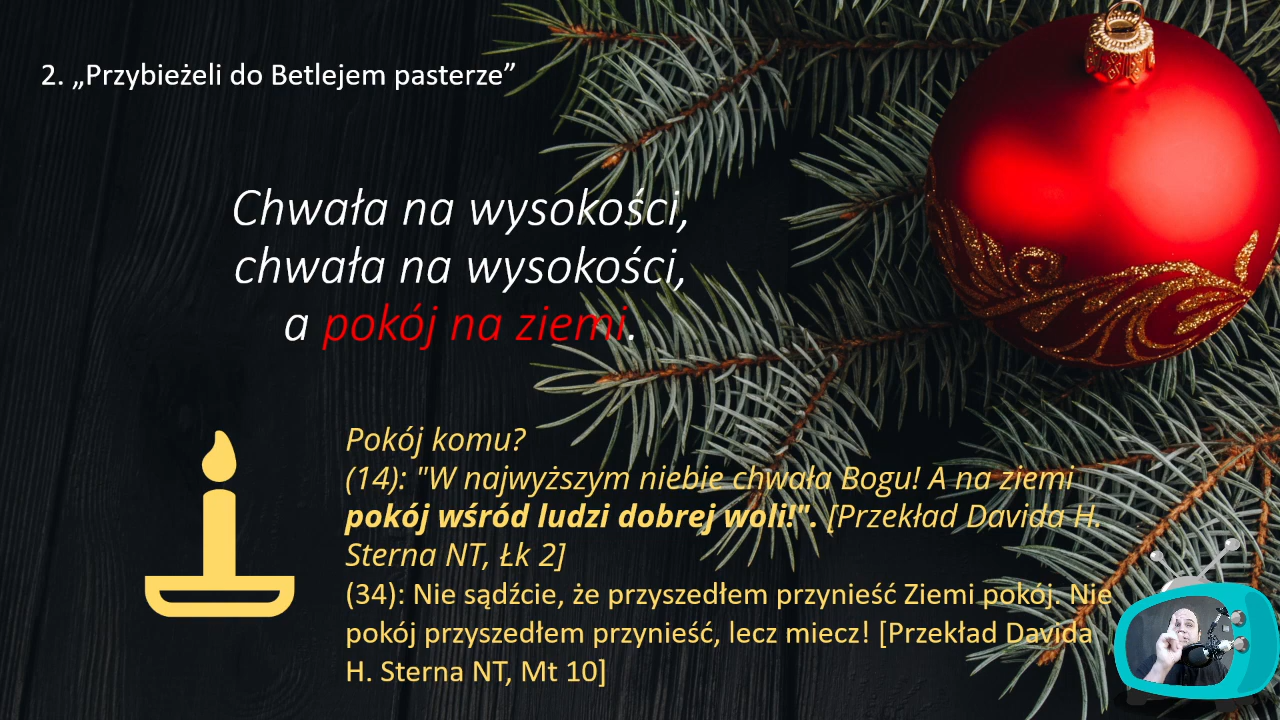 2. „Przybieżeli do Betlejem pasterze”
Chwała na wysokości,
chwała na wysokości,
a pokój na ziemi.
Pokój komu?
(14): "W najwyższym niebie chwała Bogu! A na ziemi
pokój wśród ludzi dobrej woli!". [Przekład Davida H.
Sterna NT, Łk 2]
(34): Nie sądźcie, że przyszedłem przynieść Ziemi pokój. Nie
pokój przyszedłem przynieść, lecz miecz! [Przekład Davida
H. Sterna NT, Mt 10]